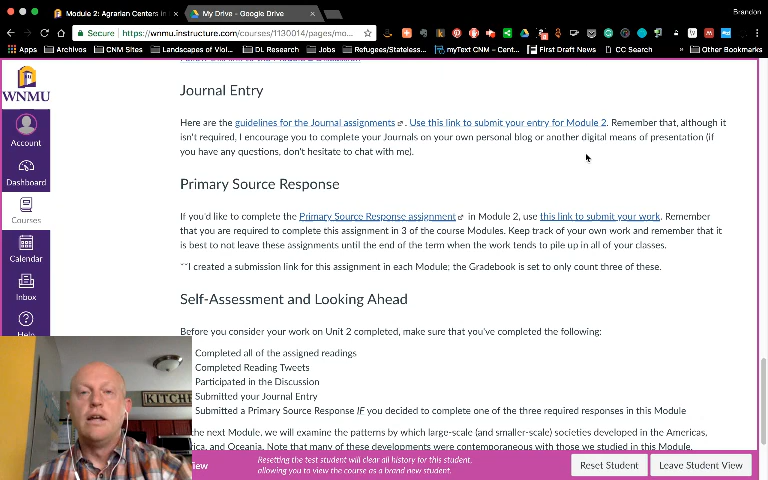 Module 2: Agrarian Centers in
My Drive - Google Drive
Brandon
Secure
https://wnmu.instructure.com/courses/1130014/pages/mo...
Apps
Archivos
CNM Sites
Landscapes of Viol...
DL Research
Jobs
Refugees/Stateless...
myText CNM – Cent...
First Draft News
CC Search
Other Bookmarks
WNMU
Account
Dashboard
Courses
Calendar
Inbox
Help
Journal Entry
Here are the guidelines for the Journal assignments . Use this link to submit your entry for Module 2. Remember that, although it
isn't required, I encourage you to complete your Journals on your own personal blog or another digital means of presentation (if
you have any questions, don't hesitate to chat with me).
Primary Source Response
If you'd like to complete the Primary Source Response assignment in Module 2, use this link to submit your work. Remember
that you are required to complete this assignment in 3 of the course Modules. Keep track of your own work and remember that it
is best to not leave these assignments until the end of the term when the work tends to pile up in all of your classes.
**I created a submission link for this assignment in each Module; the Gradebook is set to only count three of these.
Self-Assessment and Looking Ahead
Before you consider your work on Unit 2 completed, make sure that you've completed the following:
Completed all of the assigned readings
Completed Reading Tweets
Participated in the Discussion
Submitted your Journal Entry
Submitted a Primary Source Response IF you decided to complete one of the three required responses in this Module
the next Module, we will examine the patterns by which large-scale (and smaller-scale) societies developed in the Americas,
and Oceania. Note that many of these developments were contemporaneous with those we studied in this Module.
KITCHE
Resetting the test student will clear all history for this student,
allowing you to view the course as a brand new student.
Reset Student
Leave Student View